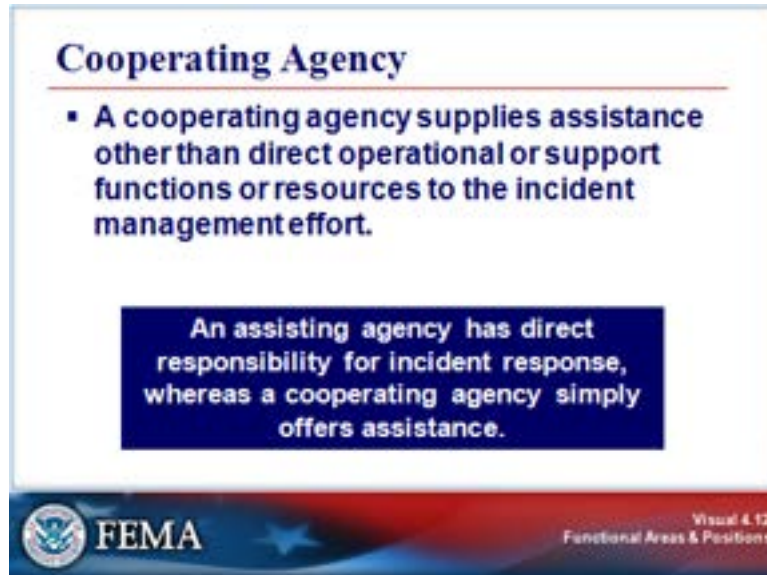 Cooperating Agency
▪ A cooperating agency supplies assistance
other than direct operational or support
functions or resources to the incident
management effort.
An assisting agency has direct
responsibility for incident response,
whereas a cooperating agency simply
offers assistance.
FEMA
Visual 4.12
Functional Areas & Positions